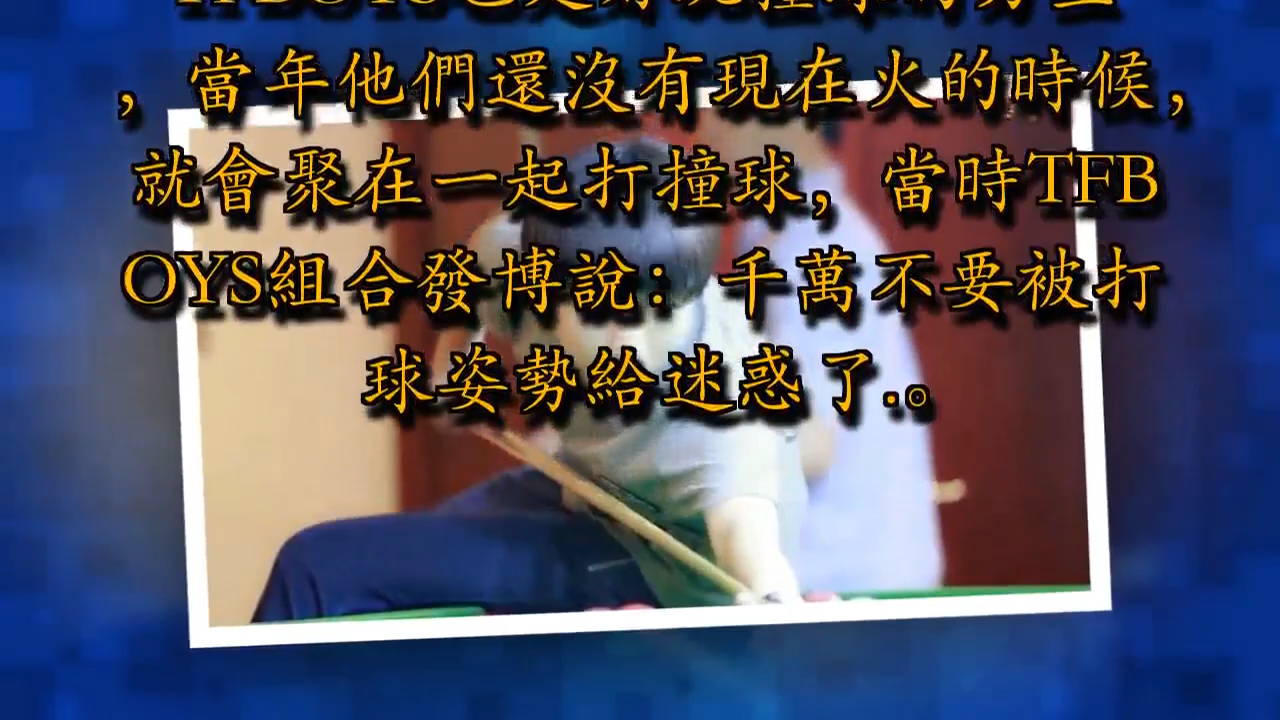 ，當年他們還沒有現在火的時候，
就會聚在一起打撞球，當時TFB
OYS組合發博說：千萬不要被打
球姿勢給迷惑了.。